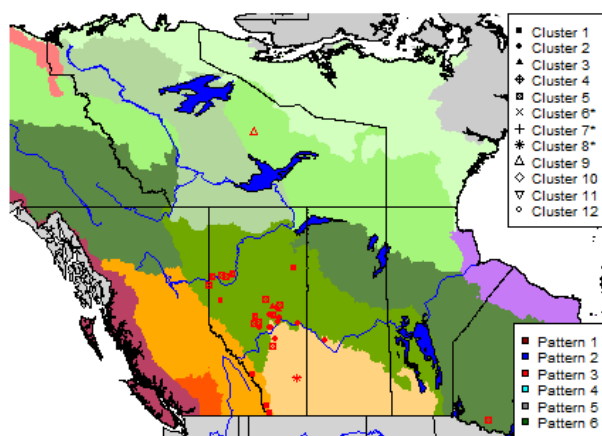 Cluster 1
Cluster 2
Cluster 3
Cluster 4
Cluster 5
Cluster 6*
Cluster 7*
Cluster 8*
Cluster 9
Cluster 10
Cluster 11
Cluster 12
Pattern 1
Pattern 2
Pattern 3
Pattern 4
Pattern 5
Pattern 6